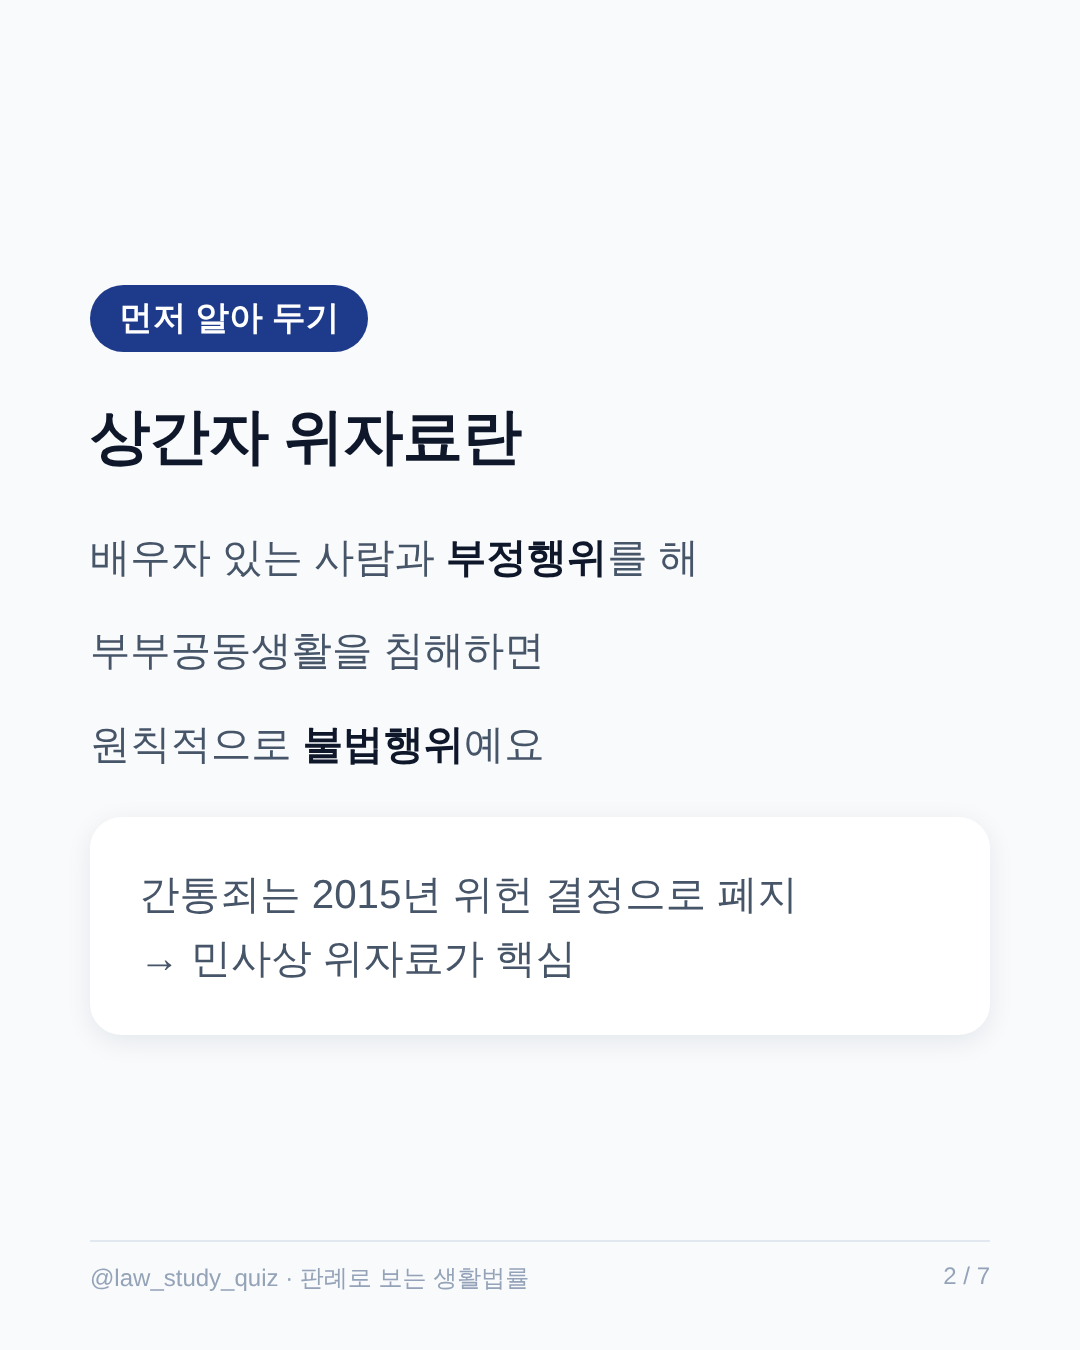 먼저 알아 두기
상간자 위자료란
배우자 있는 사람과 부정행위를 해
부부공동생활을 침해하면
원칙적으로 불법행위예요
간통죄는 2015년 위헌 결정으로 폐지
→ 민사상 위자료가 핵심
@law_study_quiz · 판례로 보는 생활법률
2 / 7